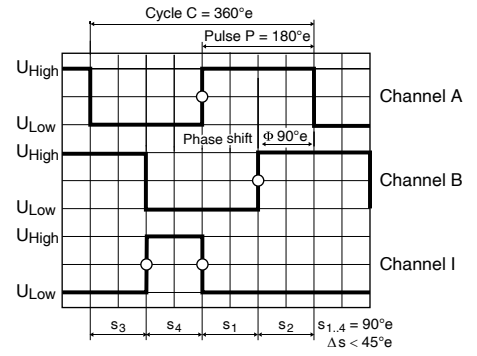 Cycle C = 360°e
Pulse P = 180°e
UHigh
Channel A
ULow
Phase shift
Φ 90°e
UHigh
Channel B
ULow
UHigh
Channel I
ULow
s3 s4 s1 s2 s1..4 = 90°e
Δs < 45°e